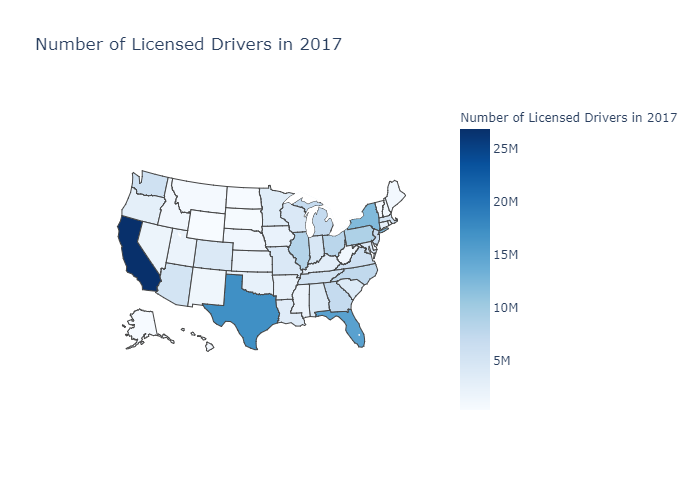 Number of Licensed Drivers in 2017
Number of Licensed Drivers in 2017
25M
20M
15M
10M
5M